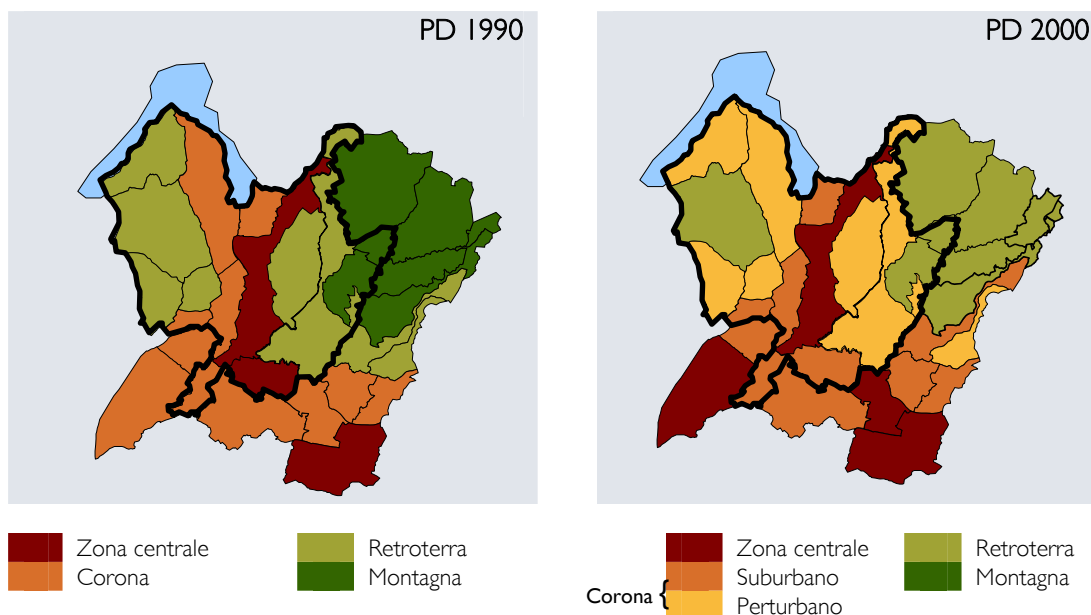 PD 1990
PD 2000
Zona centrale
Corona
Retroterra
Montagna
Zona centrale
Suburbano
Corona {
Perturbano
Retroterra
Montagna